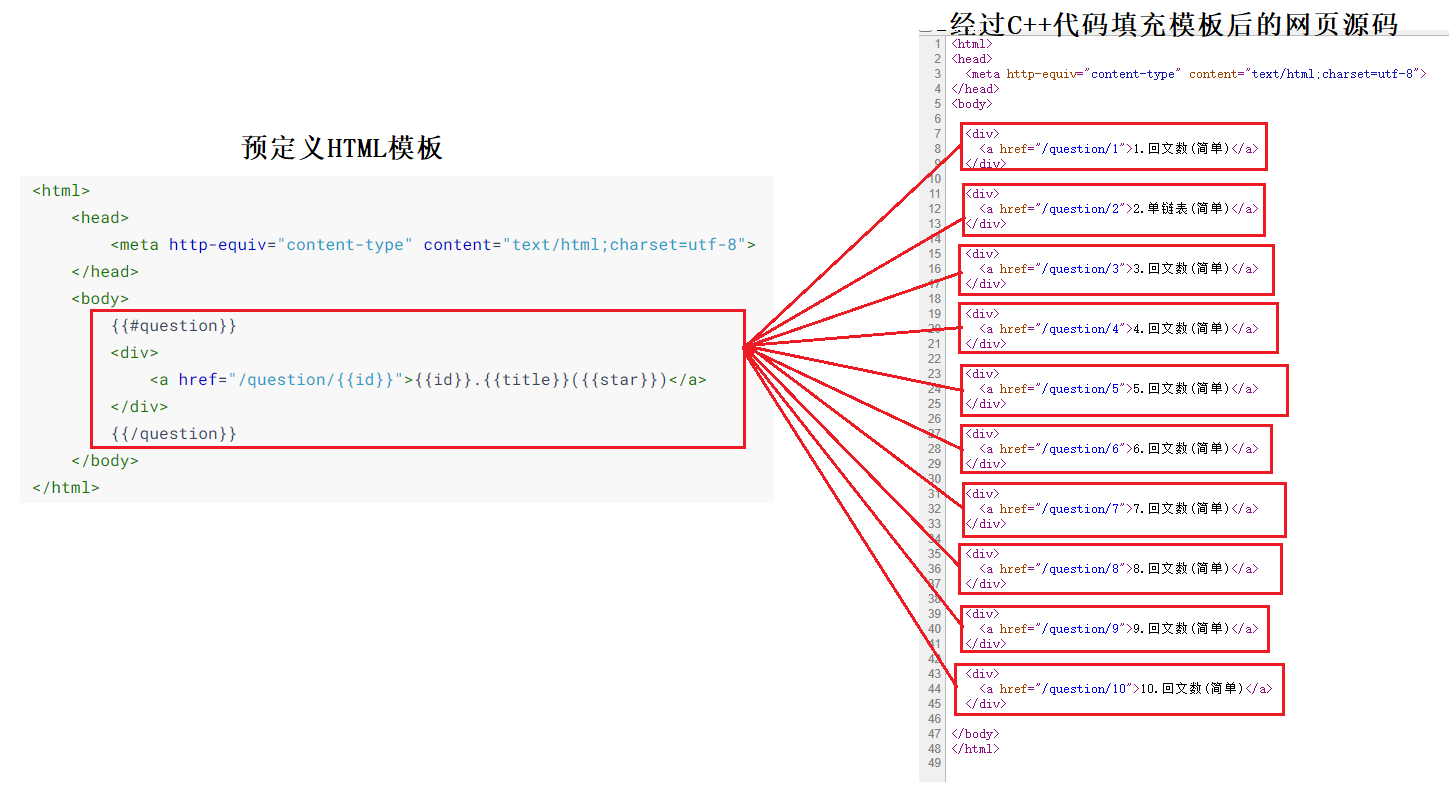 预定义HTML模板
<html>
<head>
<meta http-equiv="content-type" content="text/html;charset=utf-8">
</head>
<body>
{{#question}}
<div>
<a href="/question/{{id}}">{{id}}.{{title}}({{star}})</a>
</div>
{{/question}}
</body>
</html>
经过C++代码填充模板后的网页源码
1 <html>
2 <head>
3 <meta http-equiv="content-type" content="text/html;charset=utf-8">
4 </head>
5 <body>
6
7 <div>
8 <a href="/question/1">1.回文数(简单)</a>
9 </div>
10
11 <div>
12 <a href="/question/2">2.单链表(简单)</a>
13 </div>
14
15 <div>
16 <a href="/question/3">3.回文数(简单)</a>
17 </div>
18
19 <div>
20 <a href="/question/4">4.回文数(简单)</a>
21 </div>
22
23 <div>
24 <a href="/question/5">5.回文数(简单)</a>
25 </div>
26
27 <div>
28 <a href="/question/6">6.回文数(简单)</a>
29 </div>
30
31 <div>
32 <a href="/question/7">7.回文数(简单)</a>
33 </div>
34
35 <div>
36 <a href="/question/8">8.回文数(简单)</a>
37 </div>
38
39 <div>
40 <a href="/question/9">9.回文数(简单)</a>
41 </div>
42
43 <div>
44 <a href="/question/10">10.回文数(简单)</a>
45 </div>
46
47 </body>
48 </html>
49